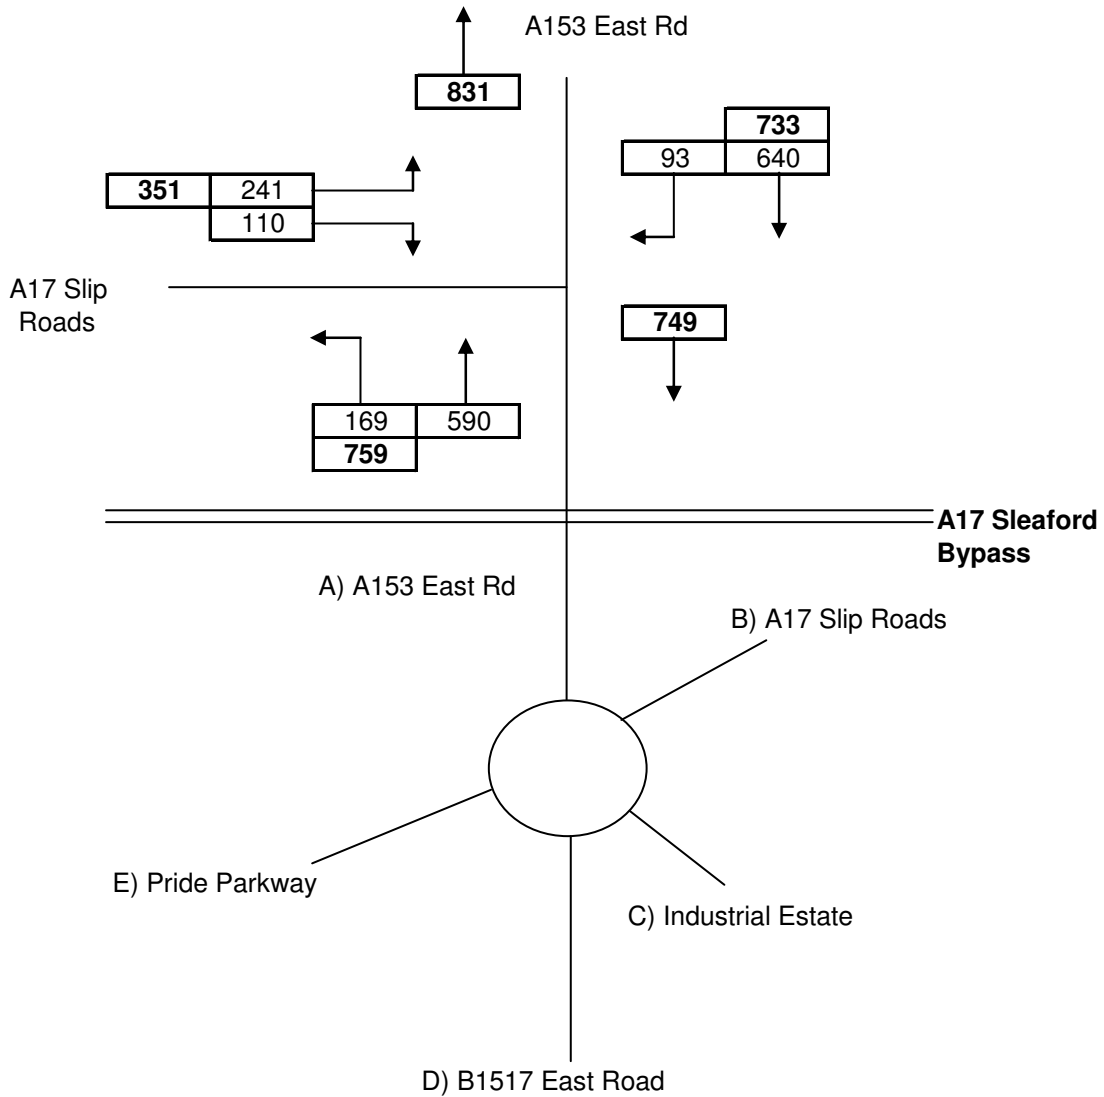 A153 East Rd
831
733
93 640
351 241
110
A17 Slip
Roads
749
169 590
759
A17 Sleaford
Bypass
A) A153 East Rd
B) A17 Slip Roads
E) Pride Parkway
C) Industrial Estate
D) B1517 East Road